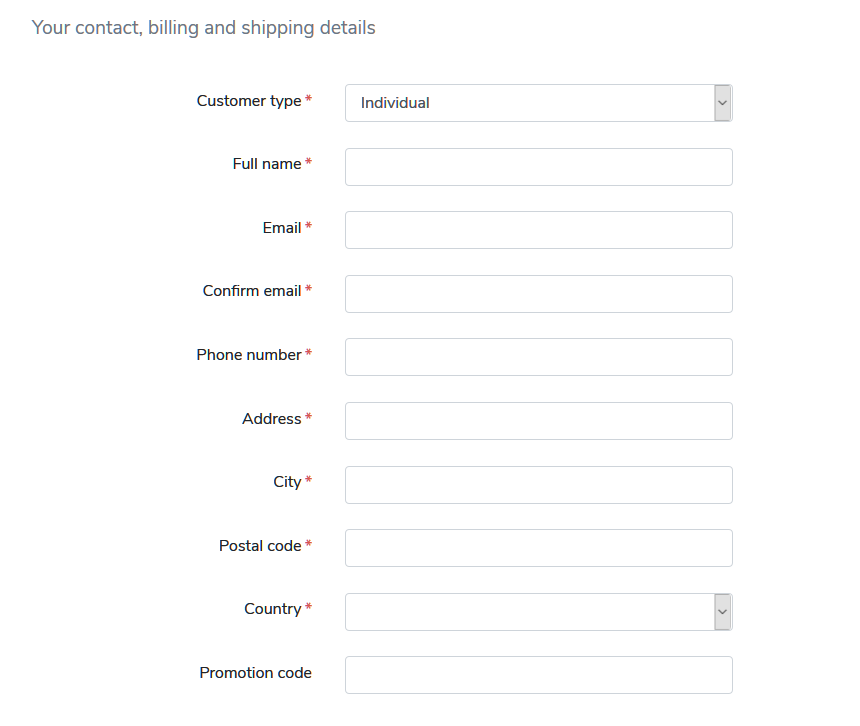 Your contact, billing and shipping details
Customer type *
Individual
Full name *
Email *
Confirm email *
Phone number *
Address *
City *
Postal code *
Country *
Promotion code